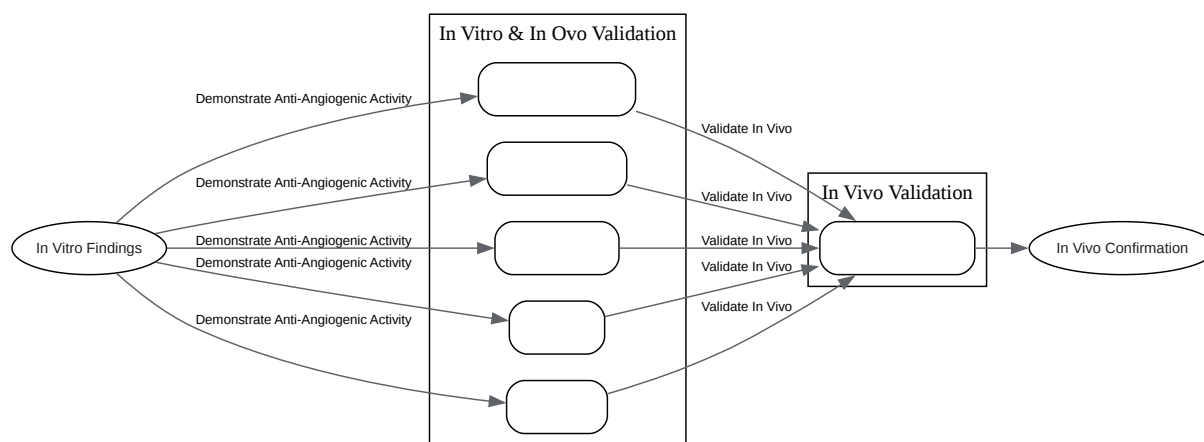 In Vitro & In Ovo Validation
Demonstrate Anti-Angiogenic Activity
Validate In Vivo
Demonstrate Anti-Angiogenic Activity
Validate In Vivo
In Vivo Validation
In Vitro Findings
Demonstrate Anti-Angiogenic Activity
Validate In Vivo
In Vivo Confirmation
Demonstrate Anti-Angiogenic Activity
Validate In Vivo
Demonstrate Anti-Angiogenic Activity
Validate In Vivo